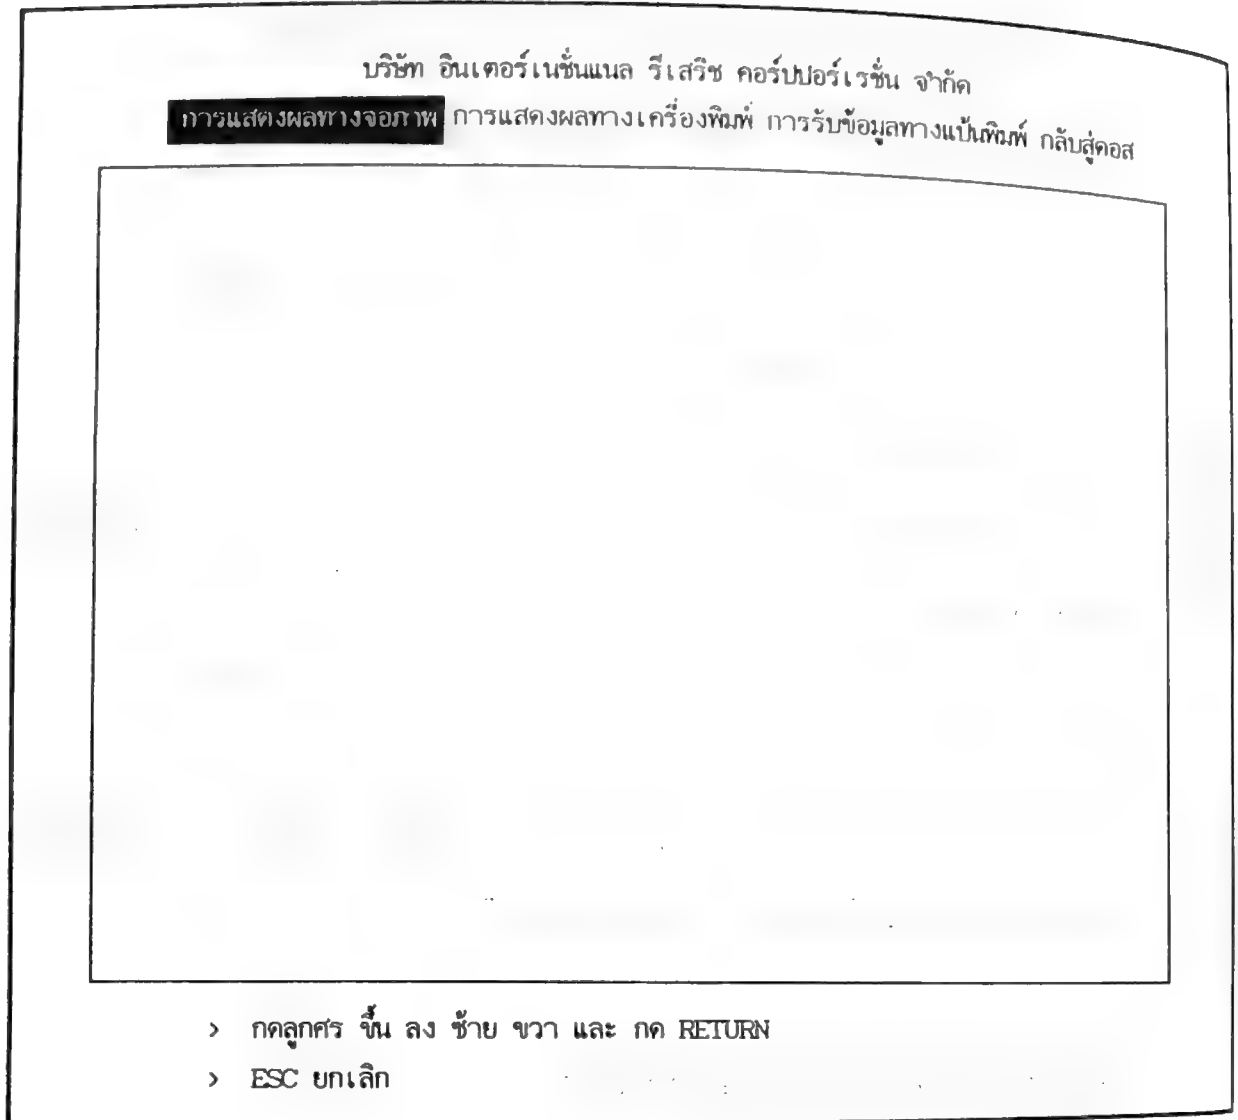 บริษัท อินเตอร์เนชั่นแนล รีเสริช คอร์ปปอร์เรชั่น จำกัด
การแสดงผลทางจอภาพ การแสดงผลทางเครื่องพิมพ์ การรับข้อมูลทางแป้นพิมพ์ กลับสู่ดอส
> กดลูกศร ขึ้น ลง ซ้าย ขวา และ กด RETURN
> ESC ยกเลิก